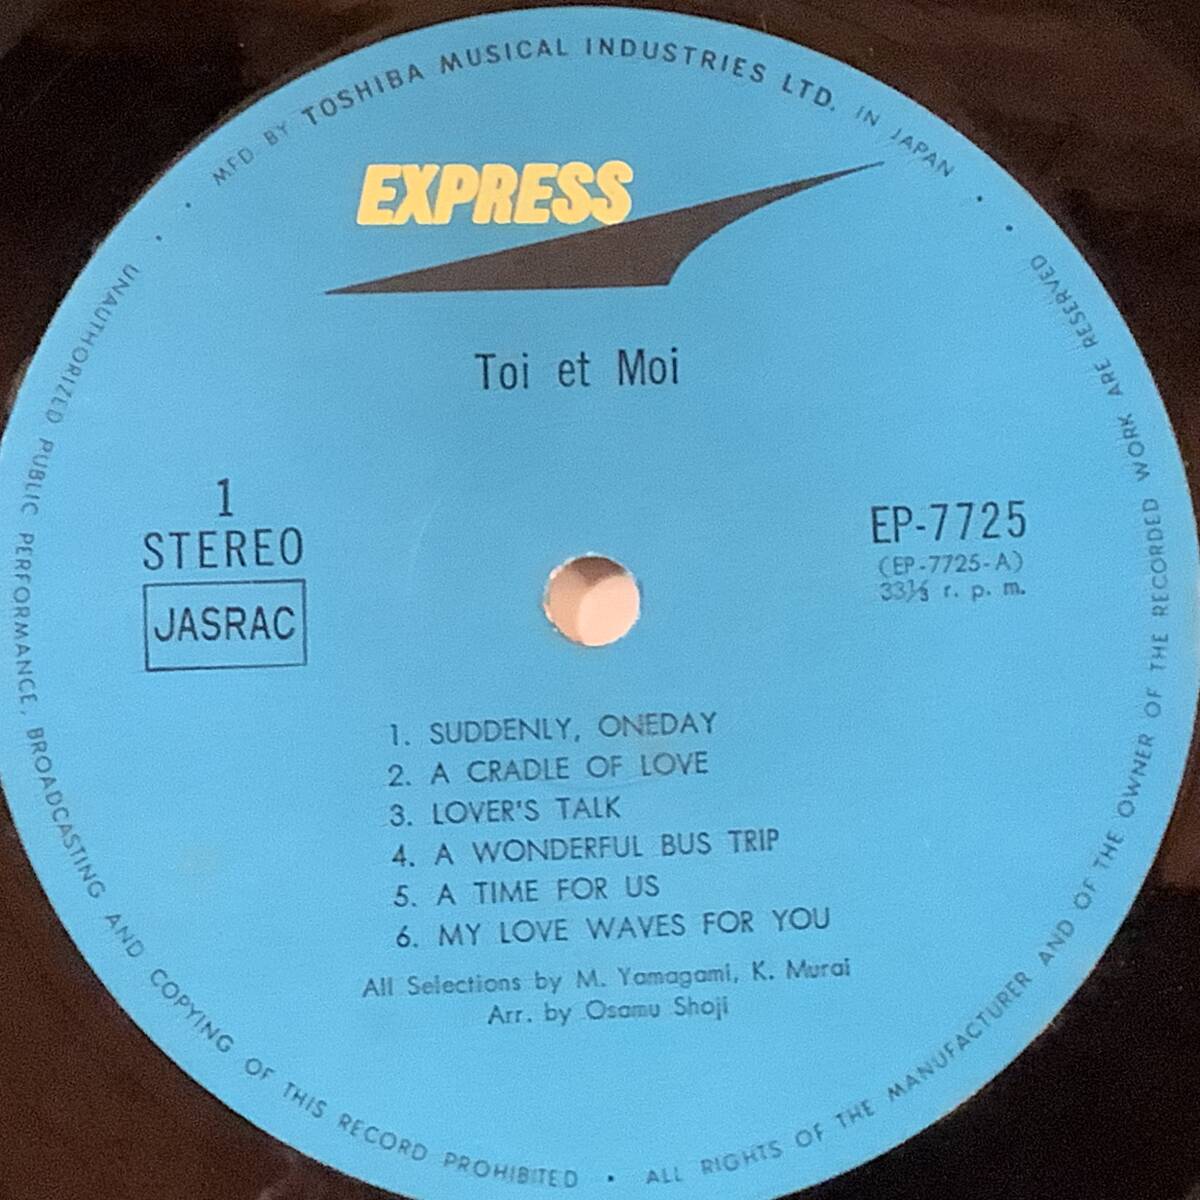 MFD BY TOSHIBA MUSICAL INDUSTRIES LTD. IN JAPAN
EXPRESS
Toi et Moi
1
STEREO
JASRAC
EP-7725
(EP-7725-A)
33⅓ r. p. m.
1. SUDDENLY, ONEDAY
2. A CRADLE OF LOVE
3. LOVER'S TALK
4. A WONDERFUL BUS TRIP
5. A TIME FOR US
6. MY LOVE WAVES FOR YOU
All Selections by M. Yamagami, K. Murai
Arr. by Osamu Shoji
UNAUTHORIZED PUBLIC PERFORMANCE, BROADCASTING AND COPYING OF THIS RECORD PROHIBITED • ALL RIGHTS OF THE MANUFACTURER AND OF THE OWNER OF THE RECORDED WORK ARE RESERVED